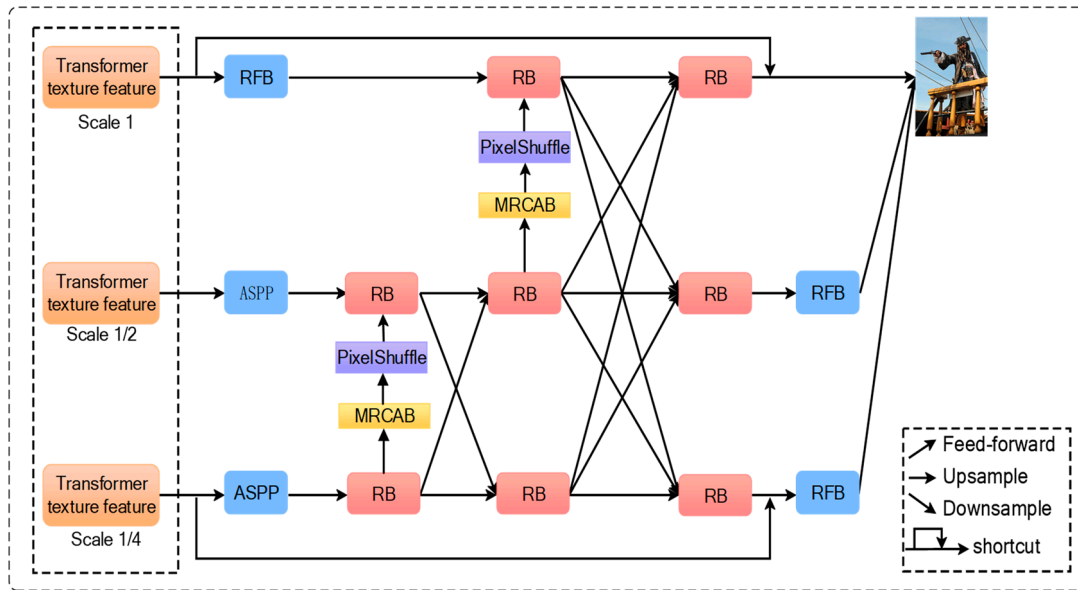 Transformer
texture feature
Scale 1
RFB
RB
RB
PixelShuffle
MRCAB
Transformer
texture feature
Scale 1/2
ASPP
RB
RB
RB
RFB
PixelShuffle
MRCAB
Transformer
texture feature
Scale 1/4
ASPP
RB
RB
RB
RFB
Feed-forward
Upsample
Downsample
shortcut